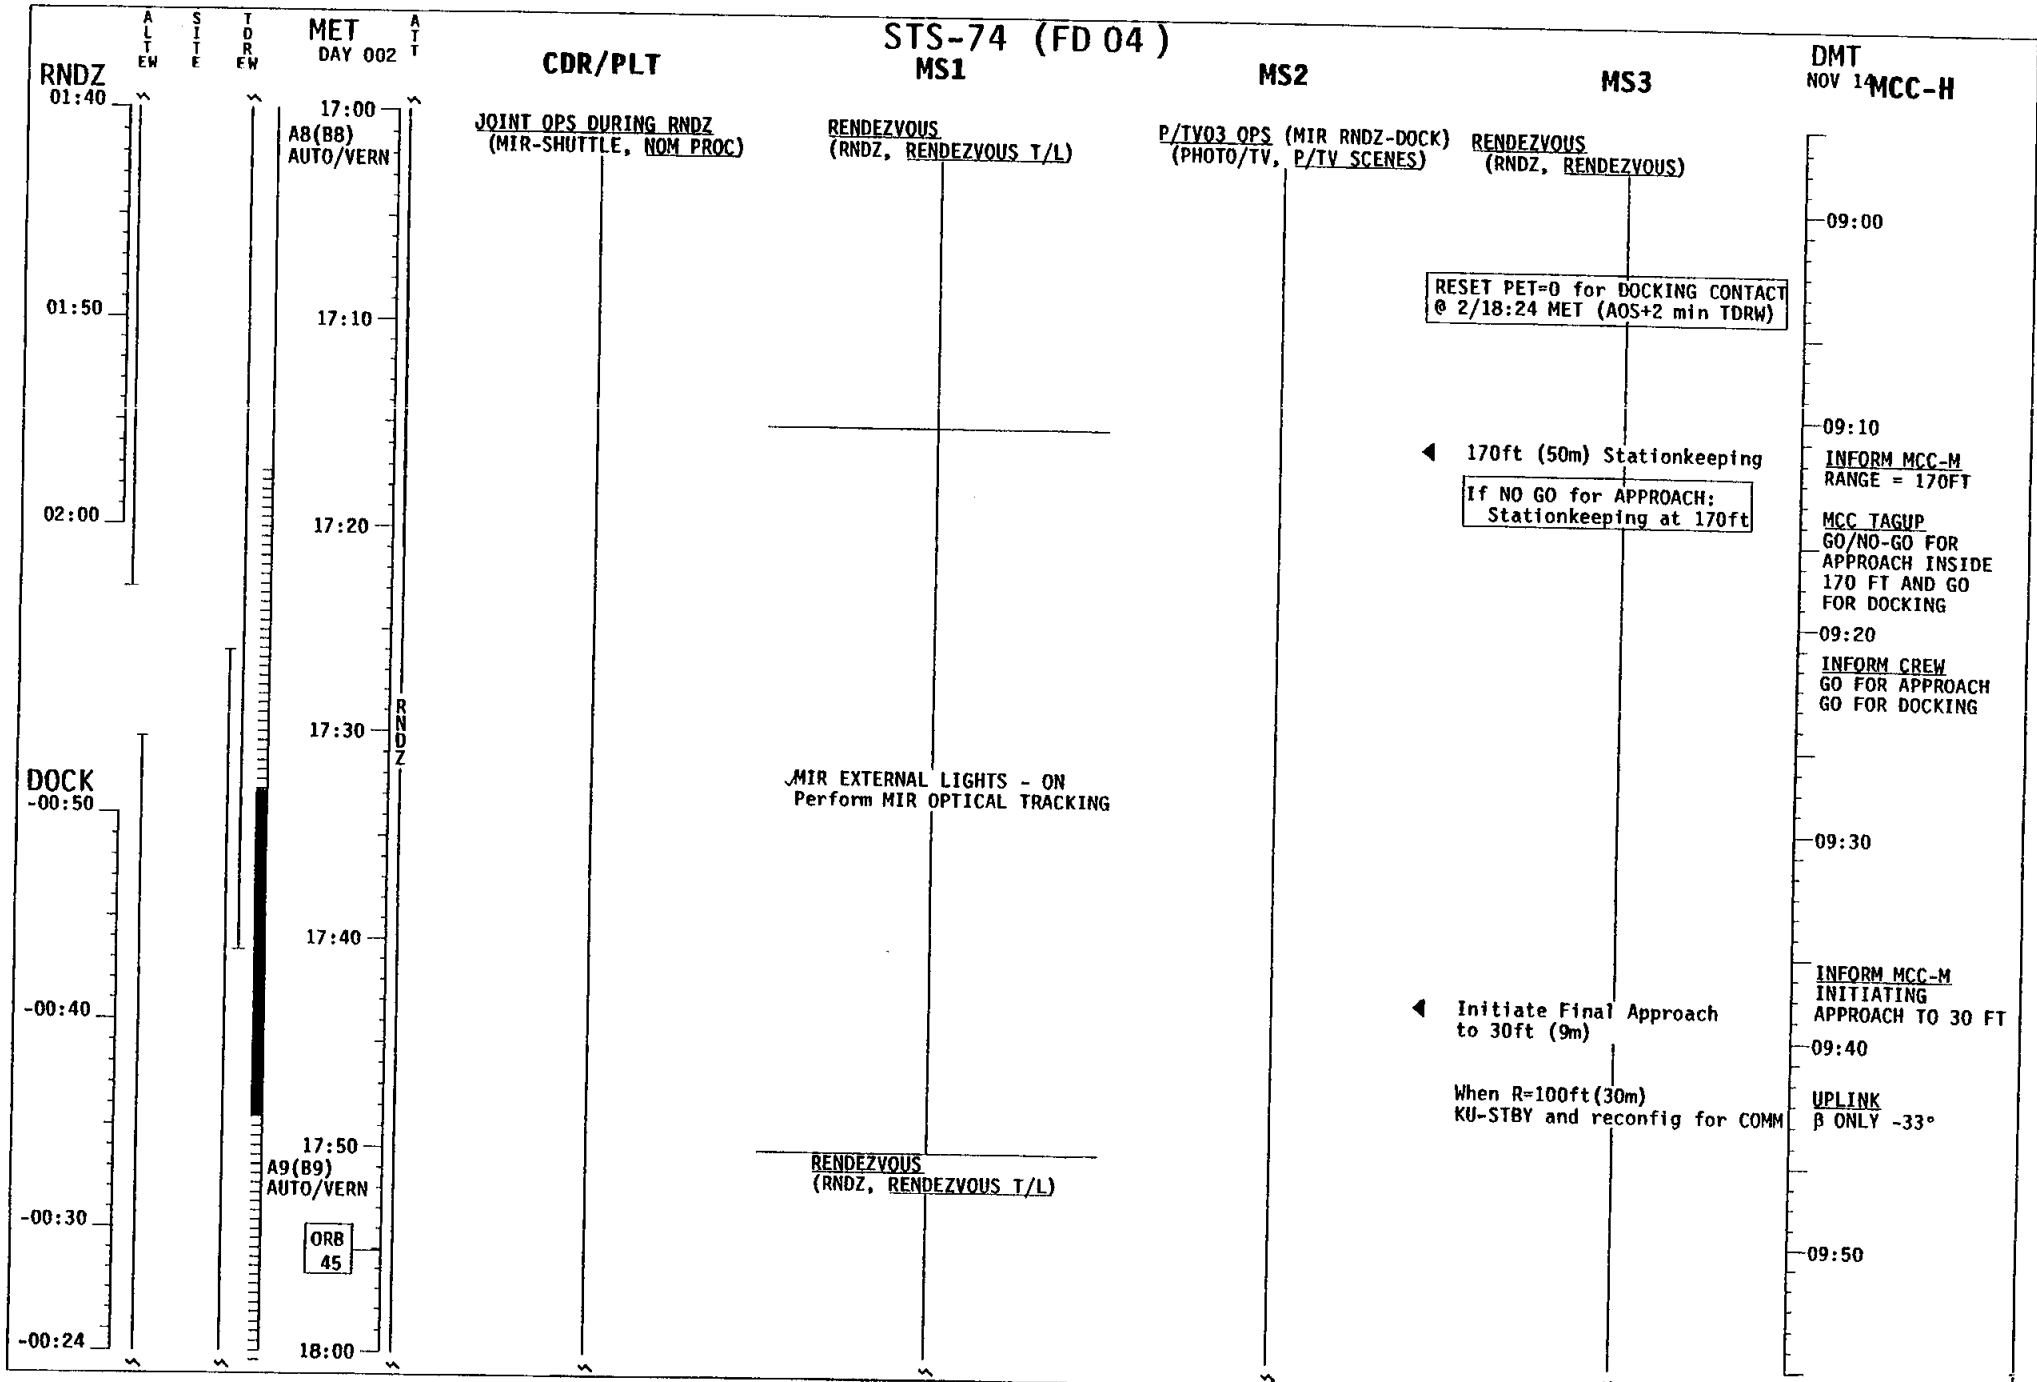 STS-74 (FD 04)
ALT EW
SITE
TDRE EW
MET
DAY 002
ATT
CDR/PLT
MS1
MS2
MS3
DMT
NOV 14
MCC-H
RNDZ
01:40
01:50
02:00
DOCK
-00:50
-00:40
-00:30
-00:24
17:00
A8(B8)
AUTO/VERN
17:10
17:20
17:30
17:40
17:50
A9(B9)
AUTO/VERN
ORB
45
18:00
RNDZ
JOINT OPS DURING RNDZ
(MIR-SHUTTLE, NOM PROC)
RENDEZVOUS
(RNDZ, RENDEZVOUS T/L)
✓MIR EXTERNAL LIGHTS - ON
Perform MIR OPTICAL TRACKING
RENDEZVOUS
(RNDZ, RENDEZVOUS T/L)
P/TV03 OPS (MIR RNDZ-DOCK)
(PHOTO/TV, P/TV SCENES)
RENDEZVOUS
(RNDZ, RENDEZVOUS)
RESET PET=0 for DOCKING CONTACT
@ 2/18:24 MET (AOS+2 min TDRW)
170ft (50m) Stationkeeping
If NO GO for APPROACH:
Stationkeeping at 170ft
Initiate Final Approach
to 30ft (9m)
When R=100ft(30m)
KU-STBY and reconfig for COMM
09:00
09:10
INFORM MCC-M
RANGE = 170FT
MCC TAGUP
GO/NO-GO FOR
APPROACH INSIDE
170 FT AND GO
FOR DOCKING
09:20
INFORM CREW
GO FOR APPROACH
GO FOR DOCKING
09:30
INFORM MCC-M
INITIATING
APPROACH TO 30 FT
09:40
UPLINK
β ONLY -33°
09:50